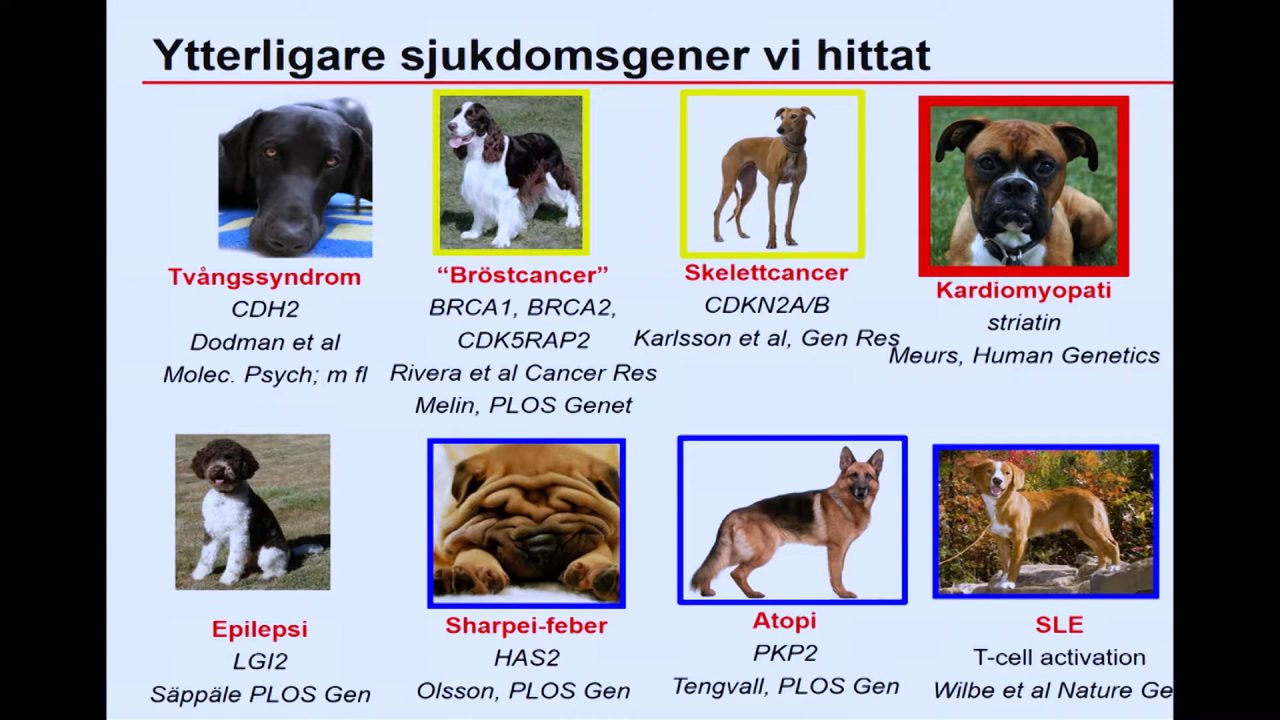 Ytterligare sjukdomsgener vi hittat
Tvångssyndrom
CDH2
Dodman et al
Molec. Psych; m fl
“Bröstcancer”
BRCA1, BRCA2,
CDK5RAP2
Rivera et al Cancer Res
Melin, PLOS Genet
Skelettcancer
CDKN2A/B
Karlsson et al, Gen Res
Kardiomyopati
striatin
Meurs, Human Genetics
Epilepsi
LGI2
Säppäle PLOS Gen
Sharpei-feber
HAS2
Olsson, PLOS Gen
Atopi
PKP2
Tengvall, PLOS Gen
SLE
T-cell activation
Wilbe et al Nature Ge